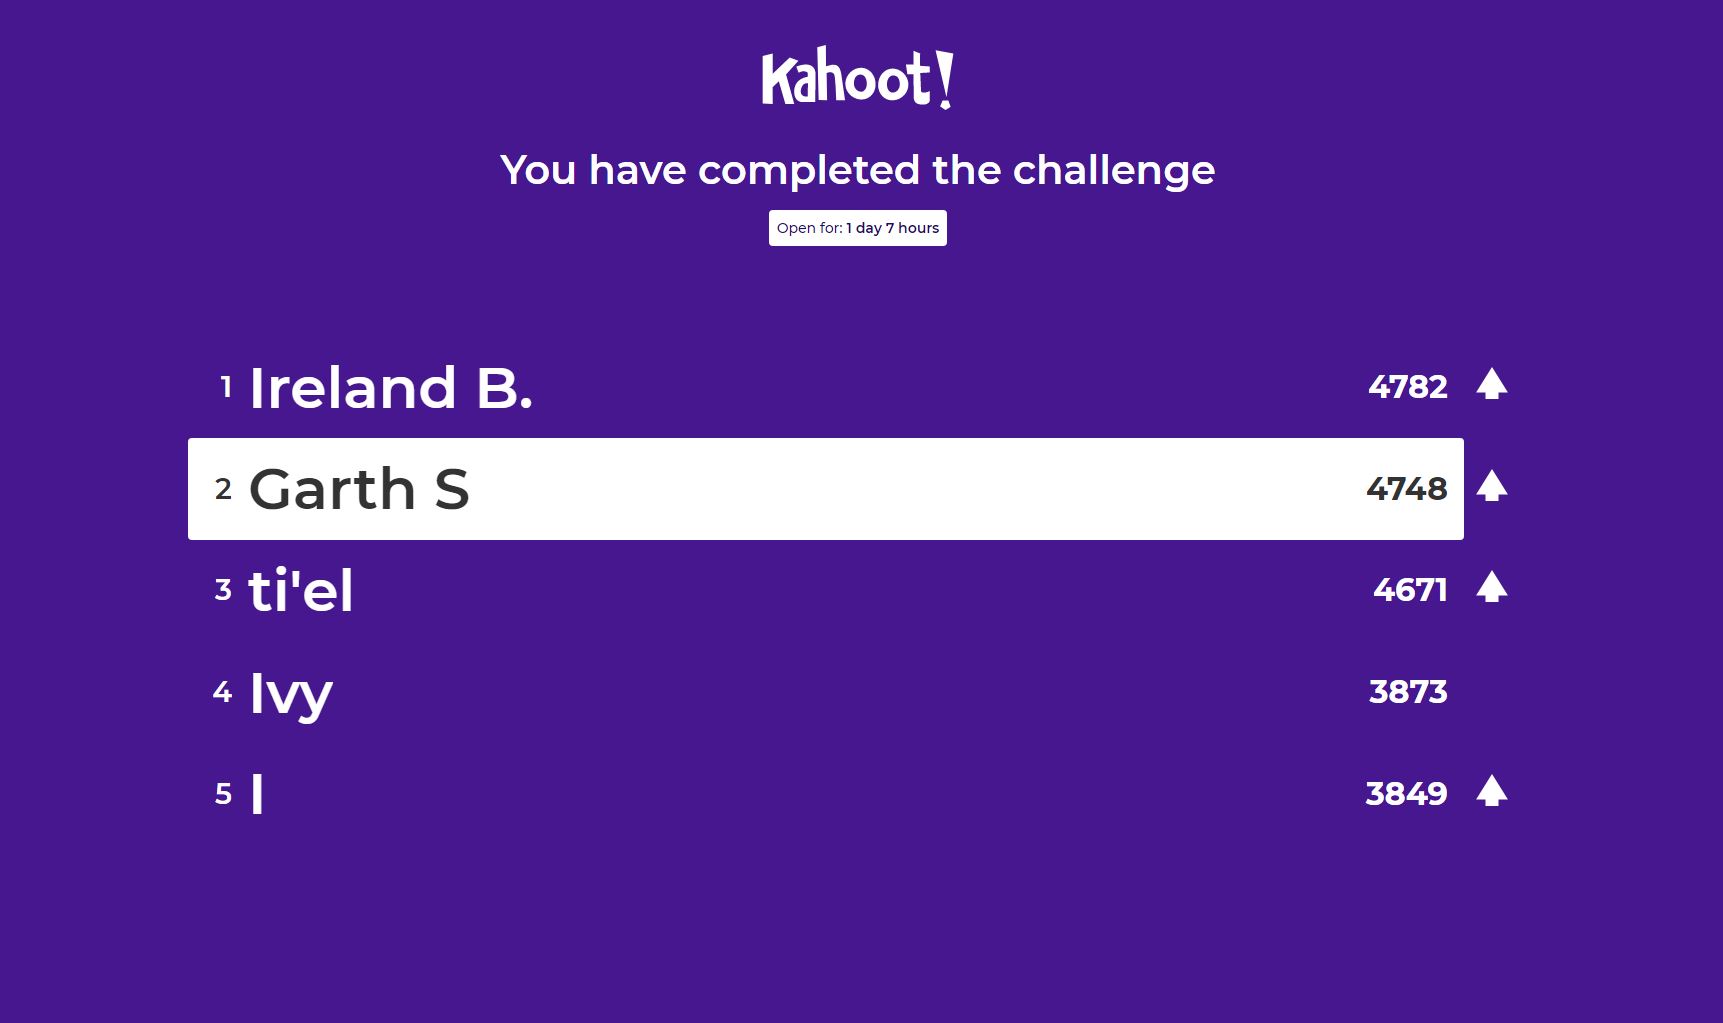 Kahoot!
You have completed the challenge
Open for: 1 day 7 hours
1 Ireland B. 4782
2 Garth S 4748
3 ti'el 4671
4 Ivy 3873
5 I 3849